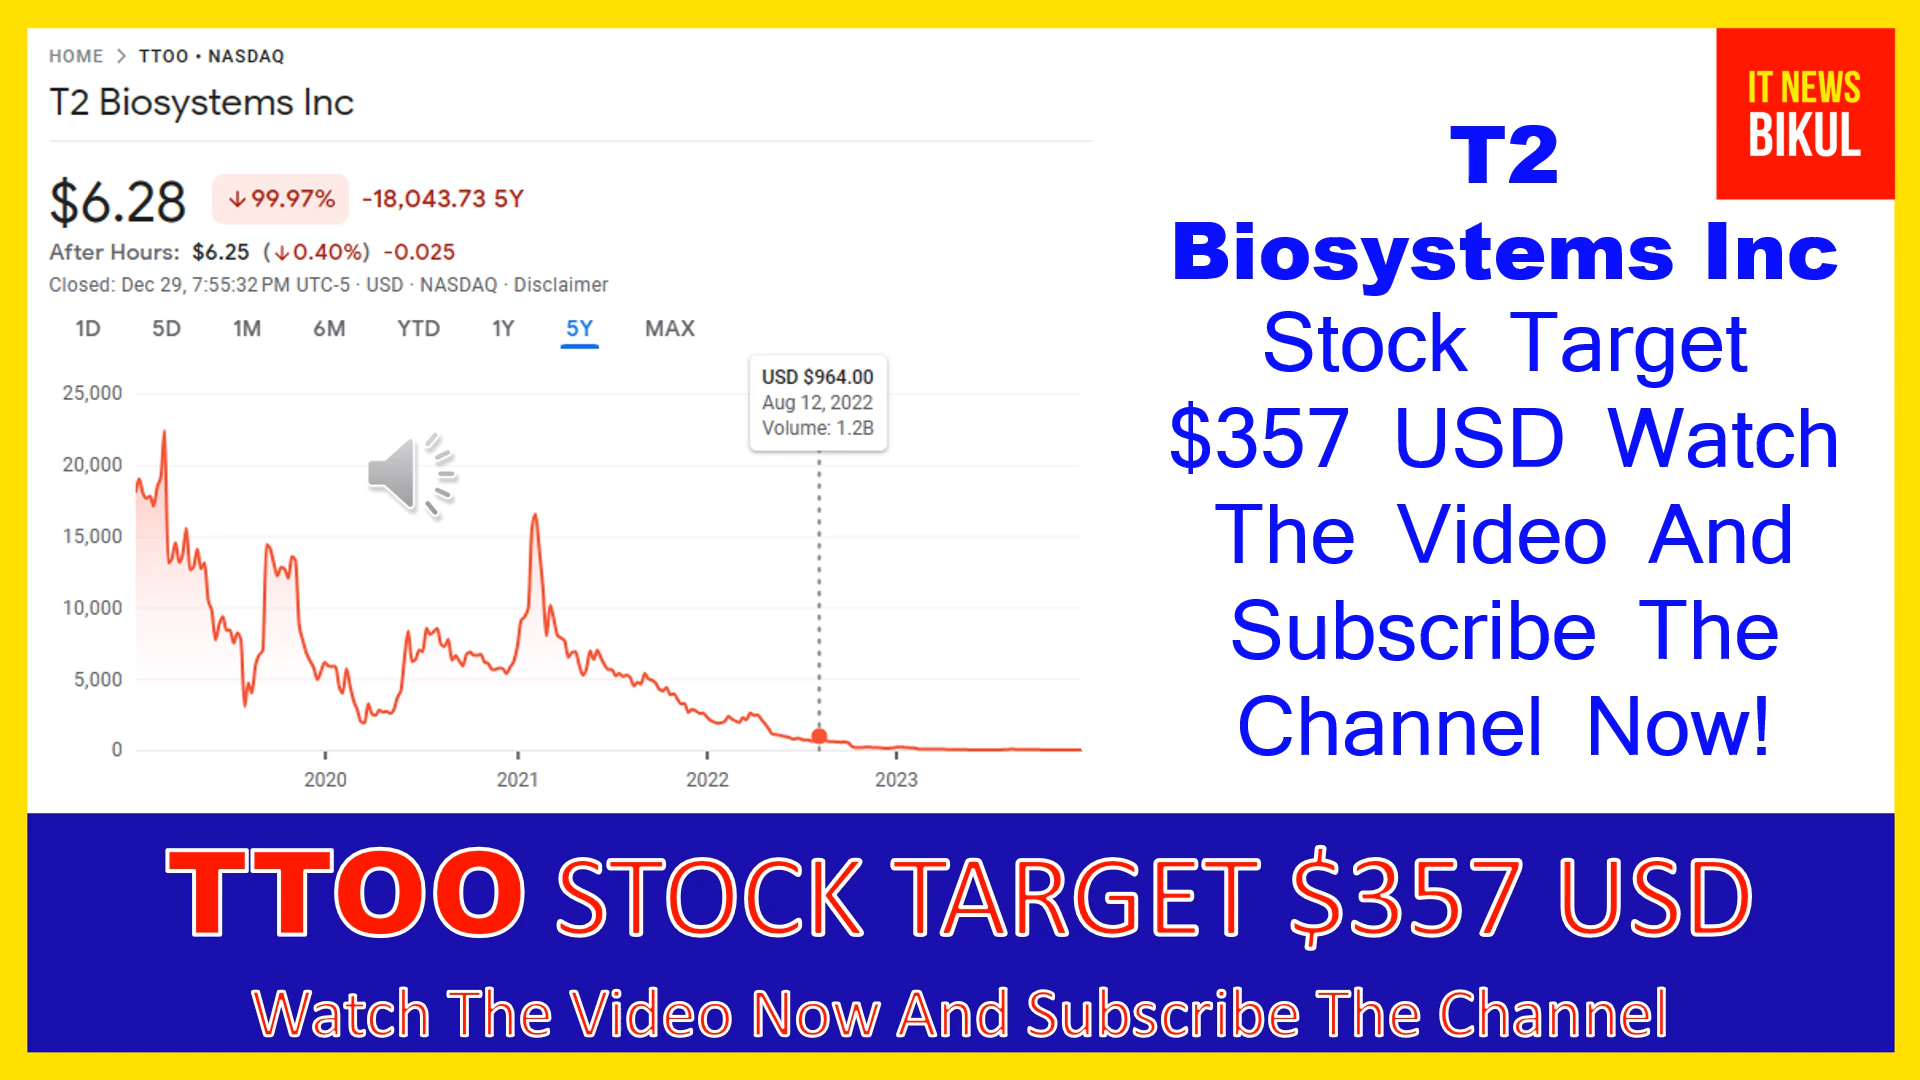 HOME > TTOO • NASDAQ
T2 Biosystems Inc
$6.28 ↓99.97% -18,043.73 5Y
After Hours: $6.25 (↓0.40%) -0.025
Closed: Dec 29, 7:55:32 PM UTC-5 · USD · NASDAQ · Disclaimer
1D 5D 1M 6M YTD 1Y 5Y MAX
USD $964.00
Aug 12, 2022
Volume: 1.2B
25,000
20,000
15,000
10,000
5,000
0
2020 2021 2022 2023
IT NEWS
BIKUL
T2
Biosystems Inc
Stock Target
$357 USD Watch
The Video And
Subscribe The
Channel Now!
TTOO STOCK TARGET $357 USD
Watch The Video Now And Subscribe The Channel